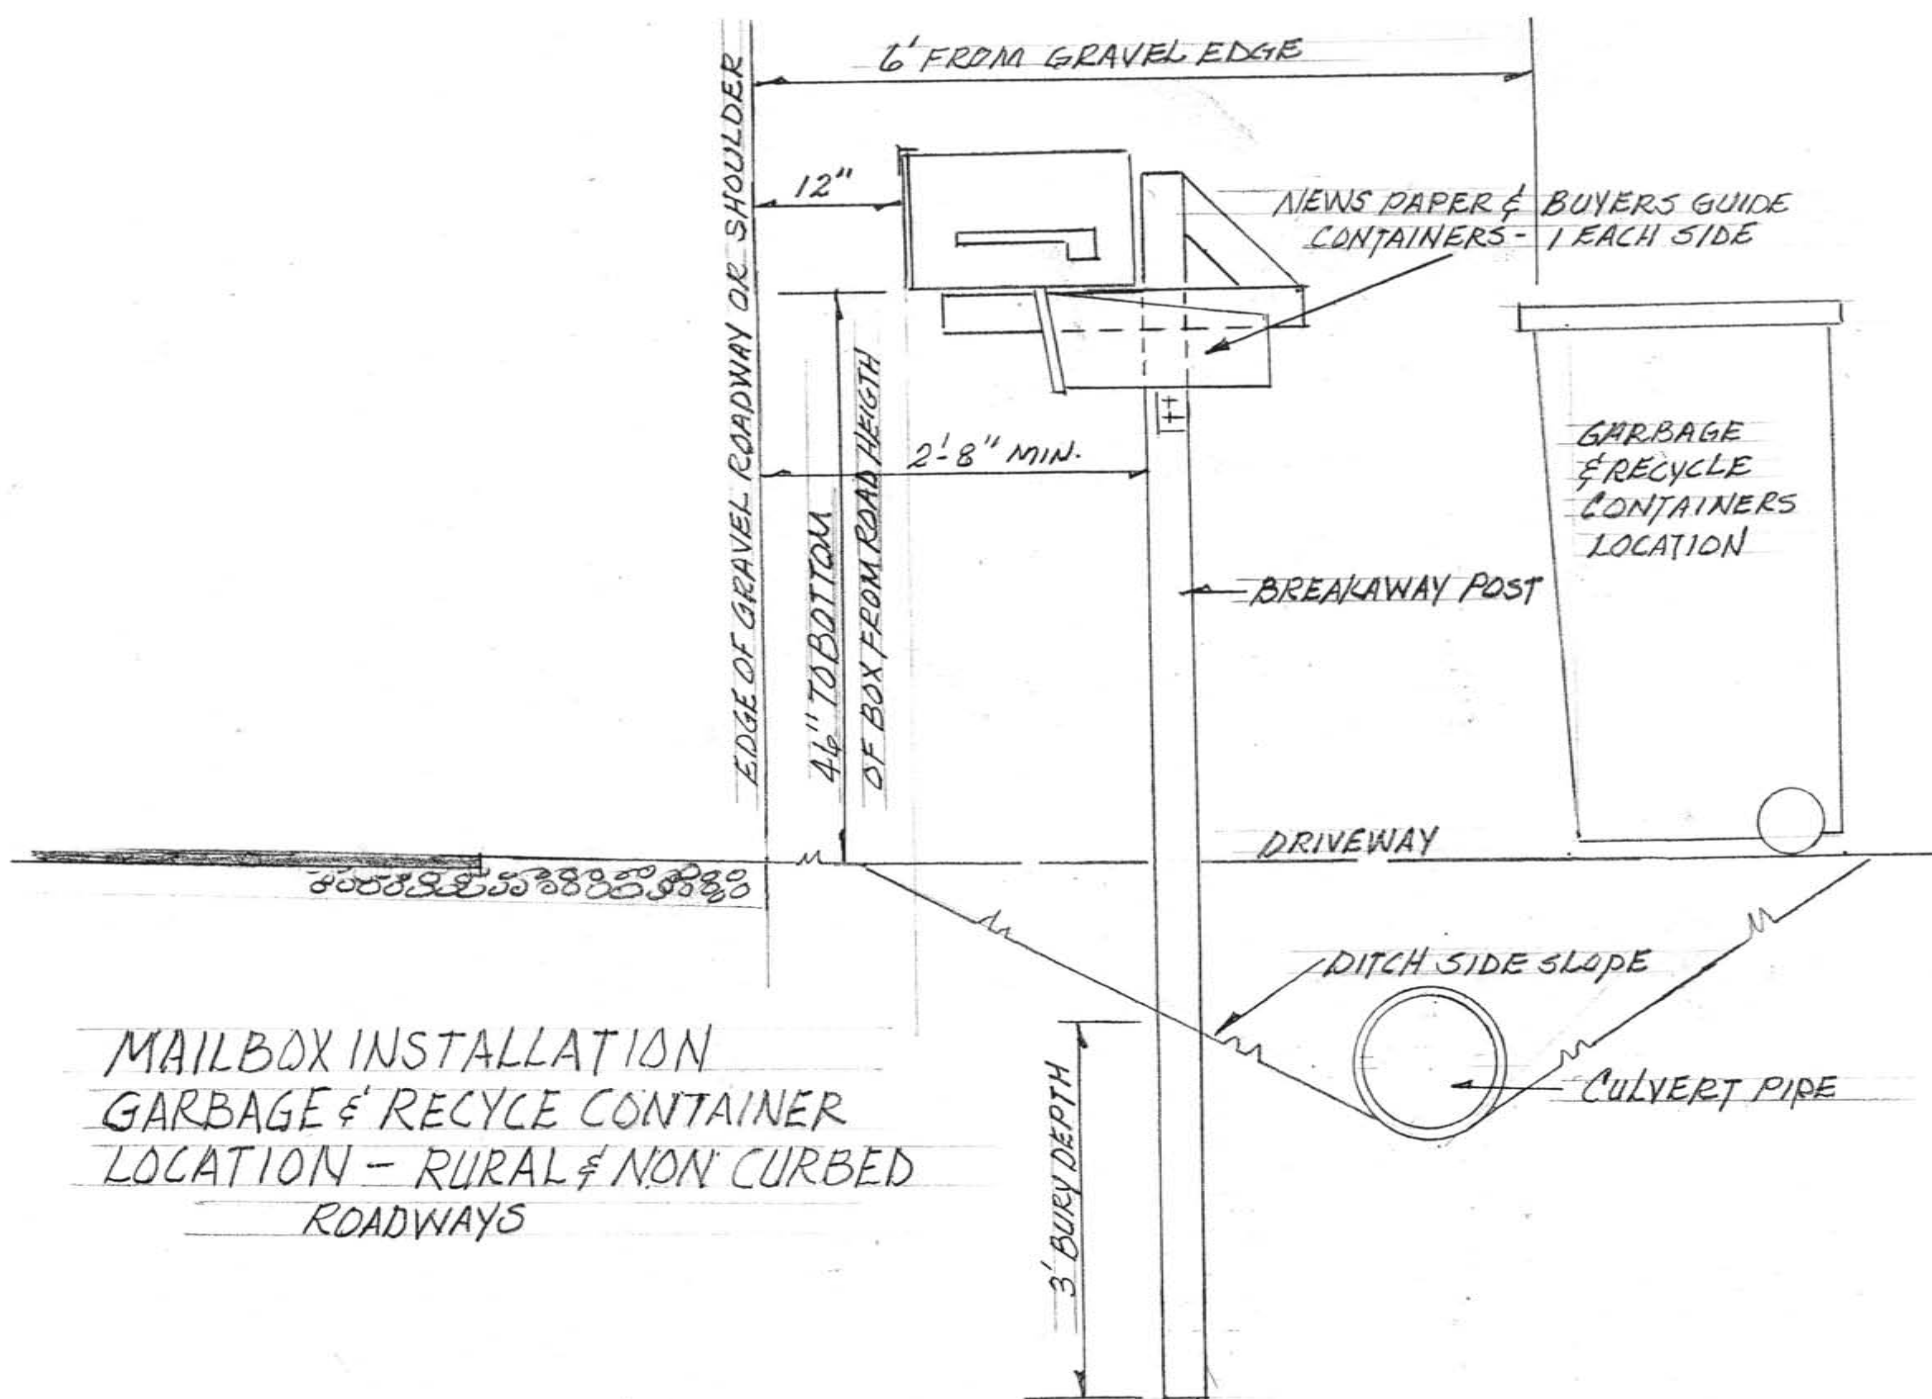 6' FROM GRAVEL EDGE
EDGE OF GRAVEL ROADWAY OR SHOULDER
12"
NEWS PAPER & BUYERS GUIDE
CONTAINERS - 1 EACH SIDE
46" TO BOTTOM
OF BOX FROM ROAD HEIGTH
2'-8" MIN.
GARBAGE
& RECYCLE
CONTAINERS
LOCATION
BREAKAWAY POST
DRIVEWAY
DITCH SIDE SLOPE
CULVERT PIPE
3' BURY DEPTH
MAILBOX INSTALLATION
GARBAGE & RECYCE CONTAINER
LOCATION - RURAL & NON CURBED
ROADWAYS